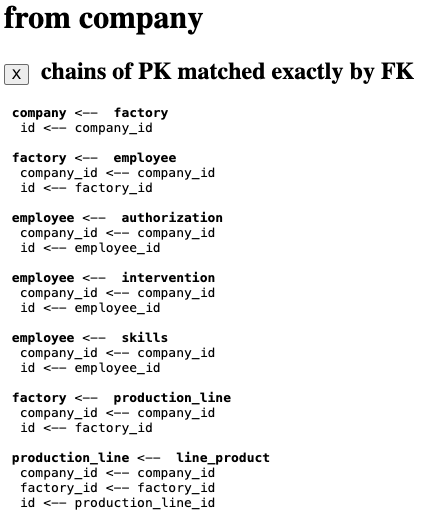 from company
X chains of PK matched exactly by FK
company <-- factory
id <-- company_id
factory <-- employee
company_id <-- company_id
id <-- factory_id
employee <-- authorization
company_id <-- company_id
id <-- employee_id
employee <-- intervention
company_id <-- company_id
id <-- employee_id
employee <-- skills
company_id <-- company_id
id <-- employee_id
factory <-- production_line
company_id <-- company_id
id <-- factory_id
production_line <-- line_product
company_id <-- company_id
factory_id <-- factory_id
id <-- production_line_id